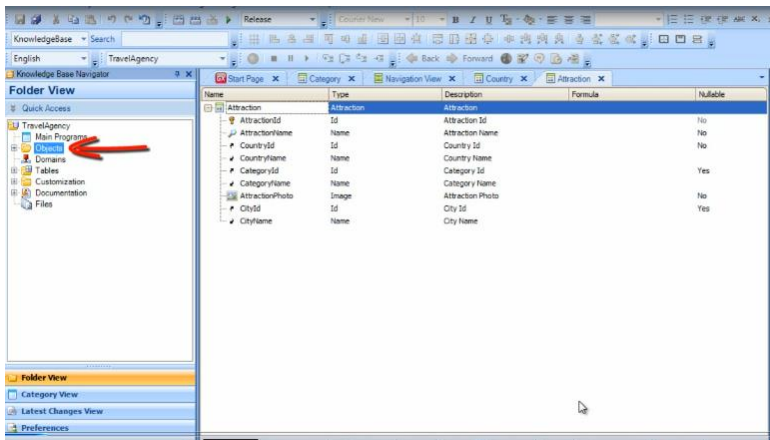 Release Courier New 10 B I U ABC
KnowledgeBase Search
English TravelAgency Back Forward
Knowledge Base Navigator
Start Page X Category X Navigation View X Country X Attraction X
Folder View
Quick Access
TravelAgency
Main Programs
Objects
Domains
Tables
Customization
Documentation
Files
Name Type Description Formula Nullable
Attraction Attraction Attraction
AttractionId Id Attraction Id No
AttractionName Name Attraction Name No
CountryId Id Country Id No
CountryName Name Country Name
CategoryId Id Category Id Yes
CategoryName Name Category Name
AttractionPhoto Image Attraction Photo No
CityId Id City Id Yes
CityName Name City Name
Folder View
Category View
Latest Changes View
Preferences